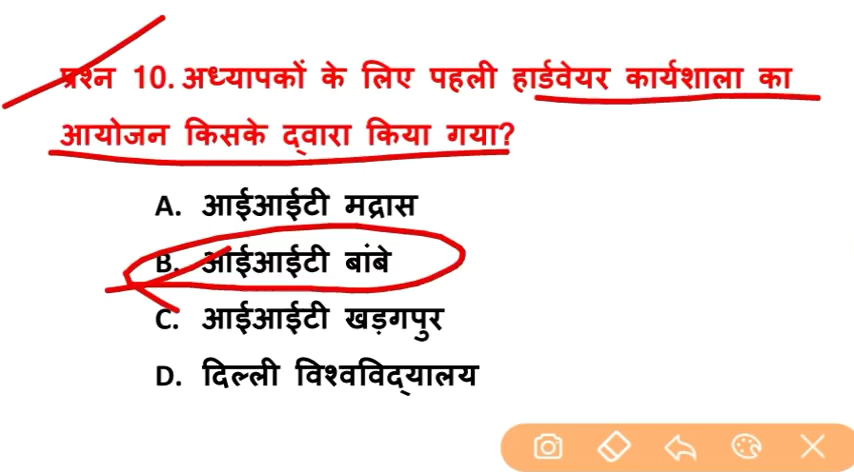 प्रश्न 10. अध्यापकों के लिए पहली हार्डवेयर कार्यशाला का
आयोजन किसके द्वारा किया गया?
A. आईआईटी मद्रास
B. आईआईटी बांबे
C. आईआईटी खड़गपुर
D. दिल्ली विश्वविद्यालय